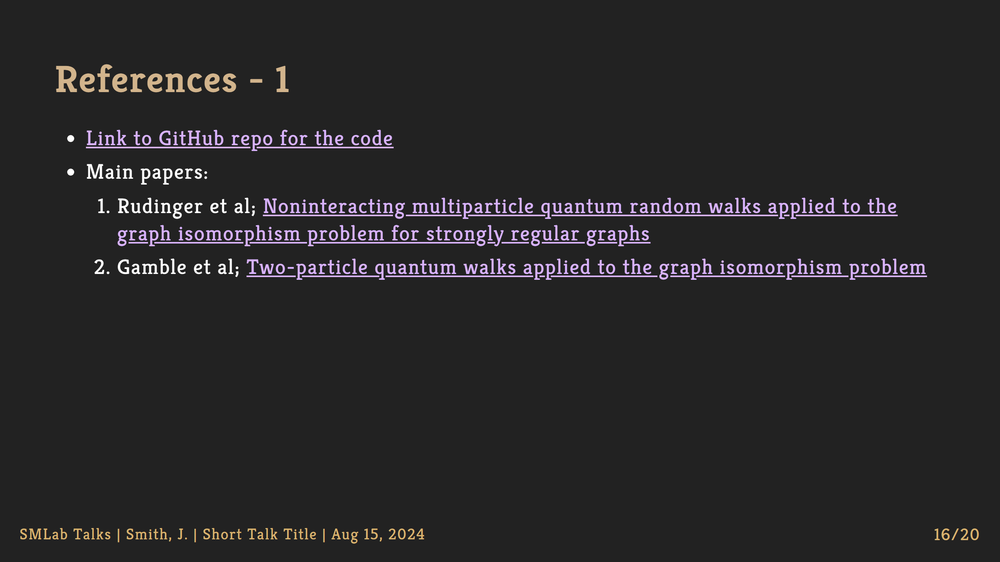 References - 1
• Link to GitHub repo for the code
• Main papers:
1. Rudinger et al; Noninteracting multiparticle quantum random walks applied to the
graph isomorphism problem for strongly regular graphs
2. Gamble et al; Two-particle quantum walks applied to the graph isomorphism problem
SMLab Talks | Smith, J. | Short Talk Title | Aug 15, 2024
16/20